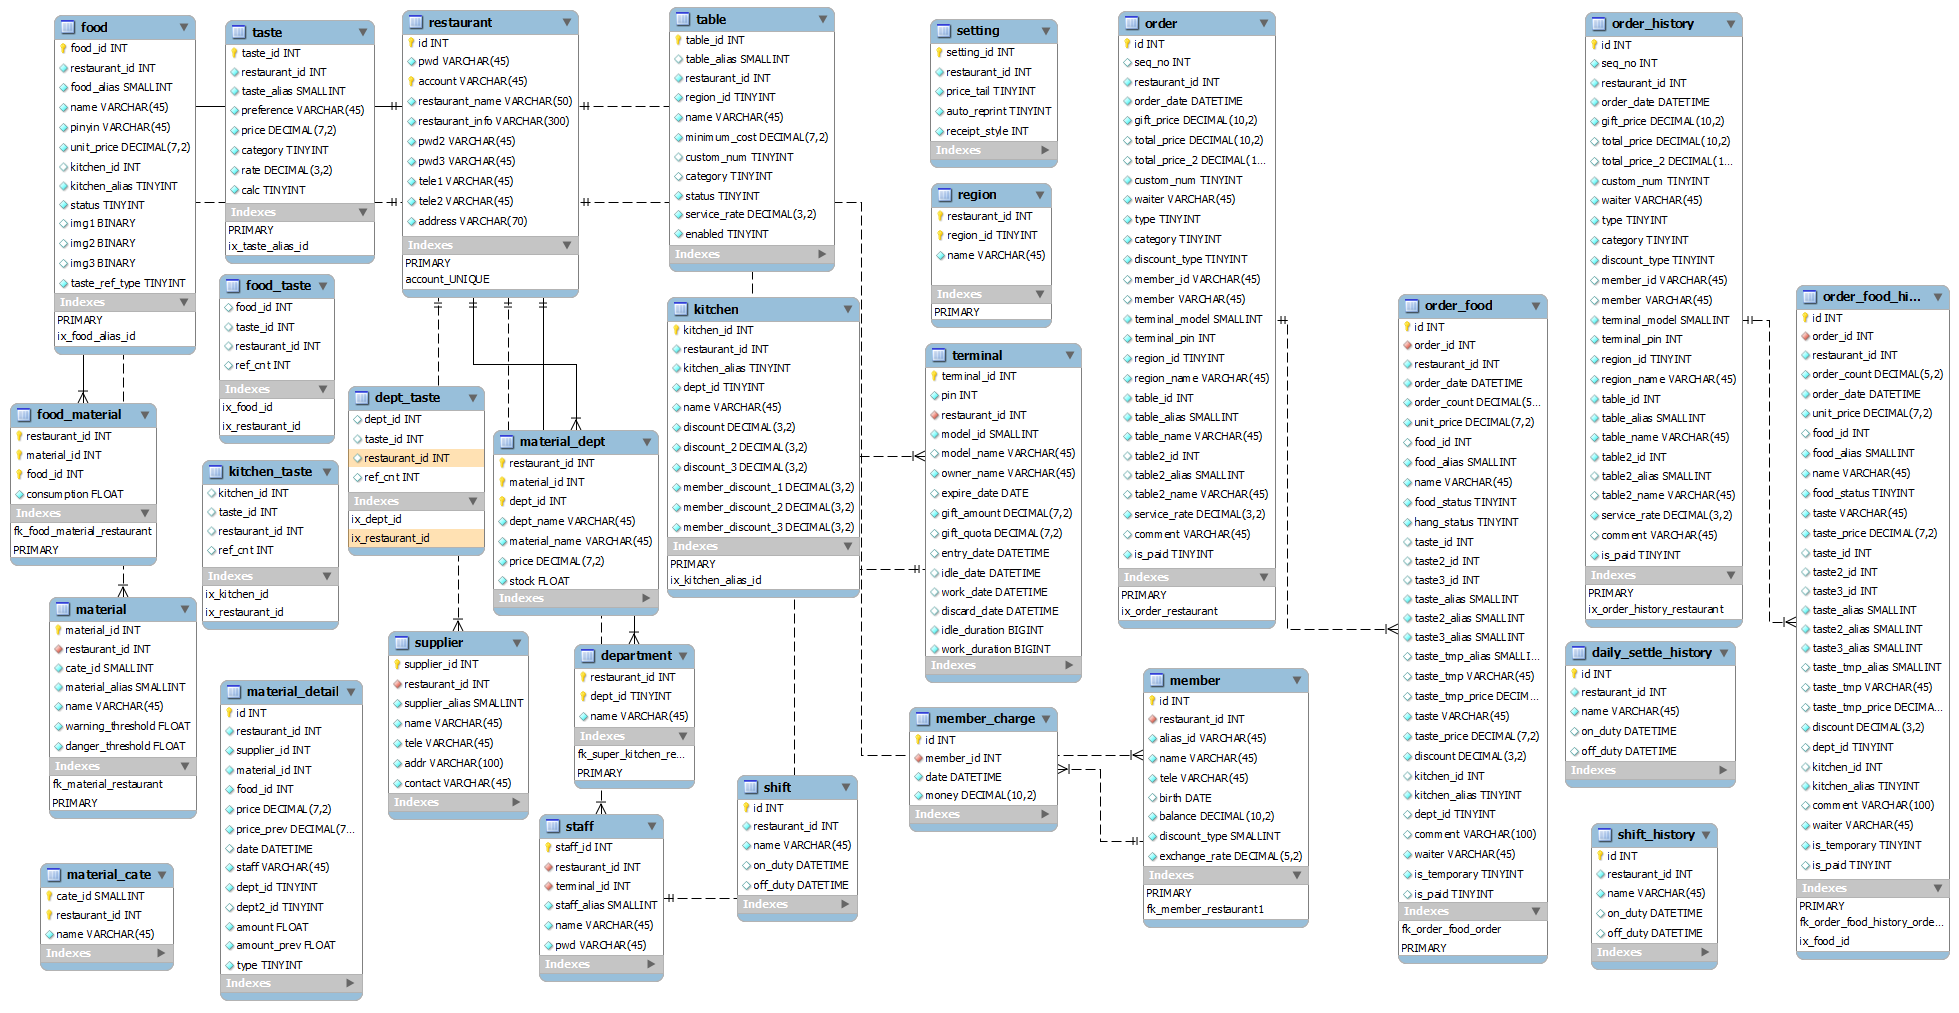 food
food_id INT
restaurant_id INT
food_alias SMALLINT
name VARCHAR(45)
pinyin VARCHAR(45)
unit_price DECIMAL(7,2)
kitchen_id INT
kitchen_alias TINYINT
status TINYINT
img1 BINARY
img2 BINARY
img3 BINARY
taste_ref_type TINYINT
Indexes
PRIMARY
ix_food_alias_id
taste
taste_id INT
restaurant_id INT
taste_alias SMALLINT
preference VARCHAR(45)
price DECIMAL(7,2)
category TINYINT
rate DECIMAL(3,2)
calc TINYINT
Indexes
PRIMARY
ix_taste_alias_id
restaurant
id INT
pwd VARCHAR(45)
account VARCHAR(45)
restaurant_name VARCHAR(50)
restaurant_info VARCHAR(300)
pwd2 VARCHAR(45)
pwd3 VARCHAR(45)
tele1 VARCHAR(45)
tele2 VARCHAR(45)
address VARCHAR(70)
Indexes
PRIMARY
account_UNIQUE
table
table_id INT
table_alias SMALLINT
restaurant_id INT
region_id TINYINT
name VARCHAR(45)
minimum_cost DECIMAL(7,2)
custom_num TINYINT
category TINYINT
status TINYINT
service_rate DECIMAL(3,2)
enabled TINYINT
Indexes
setting
setting_id INT
restaurant_id INT
price_tail TINYINT
auto_reprint TINYINT
receipt_style INT
Indexes
region
restaurant_id INT
region_id TINYINT
name VARCHAR(45)
Indexes
PRIMARY
order
id INT
seq_no INT
restaurant_id INT
order_date DATETIME
gift_price DECIMAL(10,2)
total_price DECIMAL(10,2)
total_price_2 DECIMAL(1...
custom_num TINYINT
waiter VARCHAR(45)
type TINYINT
category TINYINT
discount_type TINYINT
member_id VARCHAR(45)
member VARCHAR(45)
terminal_model SMALLINT
terminal_pin INT
region_id TINYINT
region_name VARCHAR(45)
table_id INT
table_alias SMALLINT
table_name VARCHAR(45)
table2_id INT
table2_alias SMALLINT
table2_name VARCHAR(45)
service_rate DECIMAL(3,2)
comment VARCHAR(45)
is_paid TINYINT
Indexes
PRIMARY
ix_order_restaurant
order_history
id INT
seq_no INT
restaurant_id INT
order_date DATETIME
gift_price DECIMAL(10,2)
total_price DECIMAL(10,2)
total_price_2 DECIMAL(1...
custom_num TINYINT
waiter VARCHAR(45)
type TINYINT
category TINYINT
discount_type TINYINT
member_id VARCHAR(45)
member VARCHAR(45)
terminal_model SMALLINT
terminal_pin INT
region_id TINYINT
region_name VARCHAR(45)
table_id INT
table_alias SMALLINT
table_name VARCHAR(45)
table2_id INT
table2_alias SMALLINT
table2_name VARCHAR(45)
service_rate DECIMAL(3,2)
comment VARCHAR(45)
is_paid TINYINT
Indexes
PRIMARY
ix_order_history_restaurant
food_taste
food_id INT
taste_id INT
restaurant_id INT
ref_cnt INT
Indexes
ix_food_id
ix_restaurant_id
kitchen
kitchen_id INT
restaurant_id INT
kitchen_alias TINYINT
dept_id TINYINT
name VARCHAR(45)
discount DECIMAL(3,2)
discount_2 DECIMAL(3,2)
discount_3 DECIMAL(3,2)
member_discount_1 DECIMAL(3,2)
member_discount_2 DECIMAL(3,2)
member_discount_3 DECIMAL(3,2)
Indexes
PRIMARY
ix_kitchen_alias_id
terminal
terminal_id INT
pin INT
restaurant_id INT
model_id SMALLINT
model_name VARCHAR(45)
owner_name VARCHAR(45)
expire_date DATE
gift_amount DECIMAL(7,2)
gift_quota DECIMAL(7,2)
entry_date DATETIME
idle_date DATETIME
work_date DATETIME
discard_date DATETIME
idle_duration BIGINT
work_duration BIGINT
Indexes
order_food
id INT
order_id INT
restaurant_id INT
order_date DATETIME
order_count DECIMAL(5...
unit_price DECIMAL(7,2)
food_id INT
food_alias SMALLINT
name VARCHAR(45)
food_status TINYINT
hang_status TINYINT
taste_id INT
taste2_id INT
taste3_id INT
taste_alias SMALLINT
taste2_alias SMALLINT
taste3_alias SMALLINT
taste_tmp_alias SMALLI...
taste_tmp VARCHAR(45)
taste_tmp_price DECIM...
taste VARCHAR(45)
taste_price DECIMAL(7,2)
discount DECIMAL(3,2)
kitchen_id INT
kitchen_alias TINYINT
dept_id TINYINT
comment VARCHAR(100)
waiter VARCHAR(45)
is_temporary TINYINT
is_paid TINYINT
Indexes
fk_order_food_order
PRIMARY
order_food_hi...
id INT
order_id INT
restaurant_id INT
order_count DECIMAL(5,2)
order_date DATETIME
unit_price DECIMAL(7,2)
food_id INT
food_alias SMALLINT
name VARCHAR(45)
food_status TINYINT
taste VARCHAR(45)
taste_price DECIMAL(7,2)
taste_id INT
taste2_id INT
taste3_id INT
taste_alias SMALLINT
taste2_alias SMALLINT
taste3_alias SMALLINT
taste_tmp_alias SMALLINT
taste_tmp VARCHAR(45)
taste_tmp_price DECIMA...
discount DECIMAL(3,2)
dept_id TINYINT
kitchen_id INT
kitchen_alias TINYINT
comment VARCHAR(100)
waiter VARCHAR(45)
is_temporary TINYINT
is_paid TINYINT
Indexes
PRIMARY
fk_order_food_history_orde...
ix_food_id
food_material
restaurant_id INT
material_id INT
food_id INT
consumption FLOAT
Indexes
fk_food_material_restaurant
PRIMARY
kitchen_taste
kitchen_id INT
taste_id INT
restaurant_id INT
ref_cnt INT
Indexes
ix_kitchen_id
ix_restaurant_id
dept_taste
dept_id INT
taste_id INT
restaurant_id INT
ref_cnt INT
Indexes
ix_dept_id
ix_restaurant_id
material_dept
restaurant_id INT
material_id INT
dept_id INT
dept_name VARCHAR(45)
material_name VARCHAR(45)
price DECIMAL(7,2)
stock FLOAT
Indexes
material
material_id INT
restaurant_id INT
cate_id SMALLINT
material_alias SMALLINT
name VARCHAR(45)
warning_threshold FLOAT
danger_threshold FLOAT
Indexes
fk_material_restaurant
PRIMARY
material_detail
id INT
restaurant_id INT
supplier_id INT
material_id INT
food_id INT
price DECIMAL(7,2)
price_prev DECIMAL(7...
date DATETIME
staff VARCHAR(45)
dept_id TINYINT
dept2_id TINYINT
amount FLOAT
amount_prev FLOAT
type TINYINT
Indexes
supplier
supplier_id INT
restaurant_id INT
supplier_alias SMALLINT
name VARCHAR(45)
tele VARCHAR(45)
addr VARCHAR(100)
contact VARCHAR(45)
Indexes
department
restaurant_id INT
dept_id TINYINT
name VARCHAR(45)
Indexes
fk_super_kitchen_re...
PRIMARY
staff
staff_id INT
restaurant_id INT
terminal_id INT
staff_alias SMALLINT
name VARCHAR(45)
pwd VARCHAR(45)
Indexes
shift
id INT
restaurant_id INT
name VARCHAR(45)
on_duty DATETIME
off_duty DATETIME
Indexes
member_charge
id INT
member_id INT
date DATETIME
money DECIMAL(10,2)
Indexes
member
id INT
restaurant_id INT
alias_id VARCHAR(45)
name VARCHAR(45)
tele VARCHAR(45)
birth DATE
balance DECIMAL(10,2)
discount_type SMALLINT
exchange_rate DECIMAL(5,2)
Indexes
PRIMARY
fk_member_restaurant1
daily_settle_history
id INT
restaurant_id INT
name VARCHAR(45)
on_duty DATETIME
off_duty DATETIME
Indexes
shift_history
id INT
restaurant_id INT
name VARCHAR(45)
on_duty DATETIME
off_duty DATETIME
Indexes
material_cate
cate_id SMALLINT
restaurant_id INT
name VARCHAR(45)
Indexes